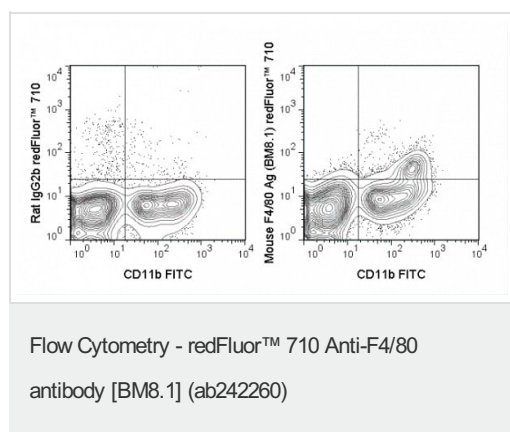 Rat IgG2b redFluor™ 710
10⁴
10³
10²
10¹
10⁰
10⁰ 10¹ 10² 10³ 10⁴
CD11b FITC
Mouse F4/80 Ag (BM8.1) redFluor™ 710
10⁴
10³
10²
10¹
10⁰
10⁰ 10¹ 10² 10³ 10⁴
CD11b FITC
Flow Cytometry - redFluor™ 710 Anti-F4/80
antibody [BM8.1] (ab242260)